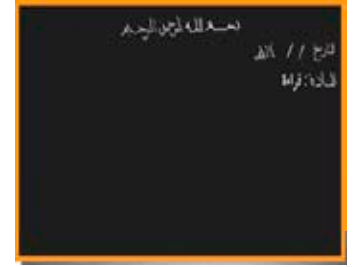 بسم الله الرحمن الرحيم
التاريخ / /
المادة: قراءة